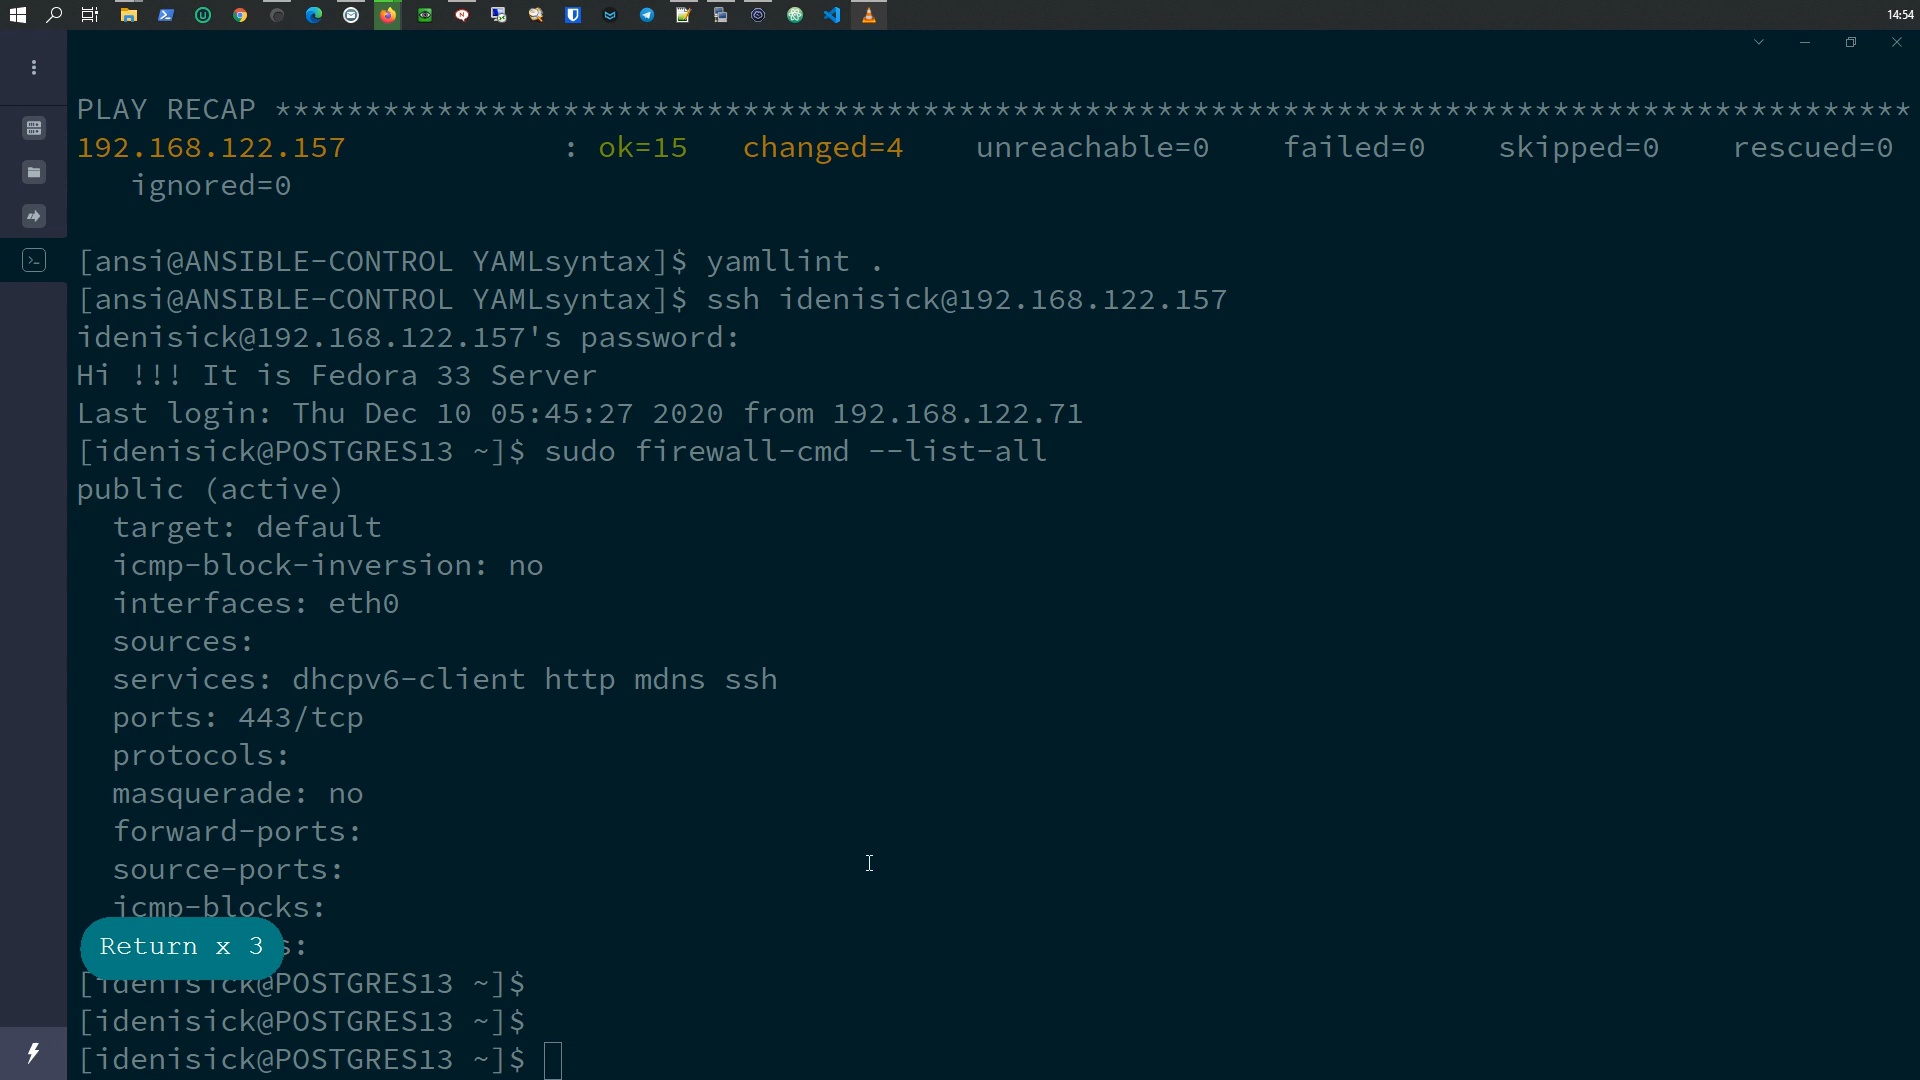 14:54
PLAY RECAP *******************************************************************************************
192.168.122.157 : ok=15 changed=4 unreachable=0 failed=0 skipped=0 rescued=0
ignored=0
[ansi@ANSIBLE-CONTROL YAMLsyntax]$ yamllint .
[ansi@ANSIBLE-CONTROL YAMLsyntax]$ ssh idenisick@192.168.122.157
idenisick@192.168.122.157's password:
Hi !!! It is Fedora 33 Server
Last login: Thu Dec 10 05:45:27 2020 from 192.168.122.71
[idenisick@POSTGRES13 ~]$ sudo firewall-cmd --list-all
public (active)
target: default
icmp-block-inversion: no
interfaces: eth0
sources:
services: dhcpv6-client http mdns ssh
ports: 443/tcp
protocols:
masquerade: no
forward-ports:
source-ports:
icmp-blocks:
Return x 3 s:
[idenisick@POSTGRES13 ~]$
[idenisick@POSTGRES13 ~]$
[idenisick@POSTGRES13 ~]$